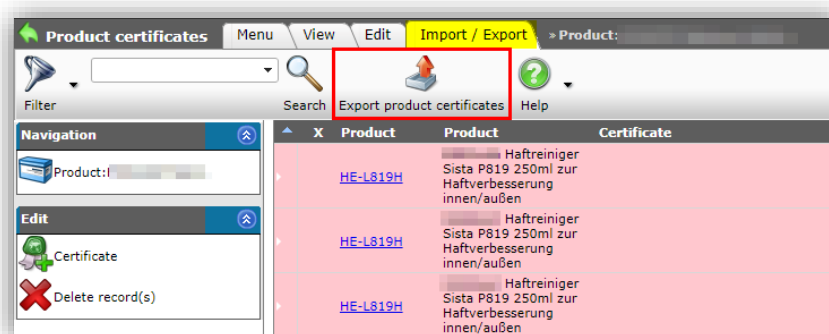 Product certificates Menu View Edit Import / Export » Product:
Filter Search Export product certificates Help
Navigation
Product:
Edit
Certificate
Delete record(s)
X Product Product Certificate
HE-L819H
Haftreiniger
Sista P819 250ml zur
Haftverbesserung
innen/außen
HE-L819H
Haftreiniger
Sista P819 250ml zur
Haftverbesserung
innen/außen
HE-L819H
Haftreiniger
Sista P819 250ml zur
Haftverbesserung
innen/außen